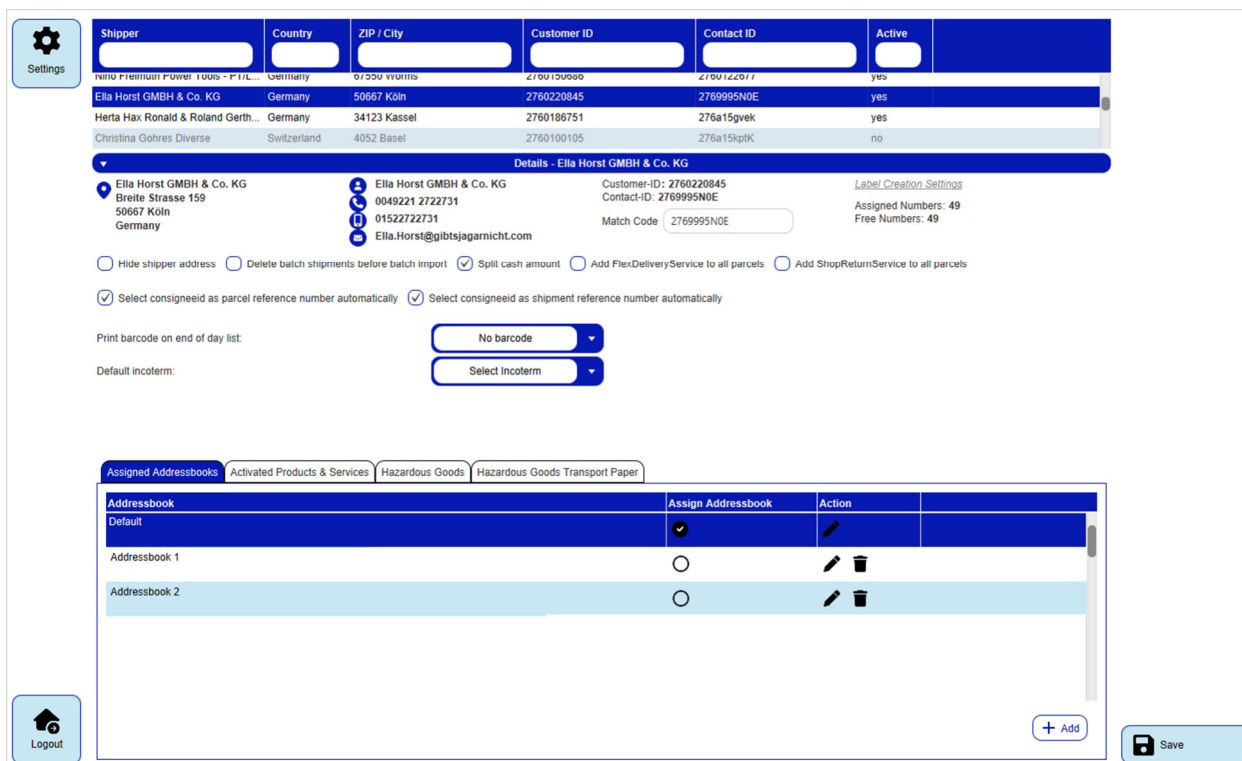 Settings
Shipper Country ZIP / City Customer ID Contact ID Active
Nino Freimuth Power Tools - PT/L... Germany 67550 Worms 2760150686 2760122677 yes
Ella Horst GMBH & Co. KG Germany 50667 Köln 2760220845 2769995N0E yes
Herta Hax Ronald & Roland Gerth... Germany 34123 Kassel 2760186751 276a15gvek yes
Christina Gohres Diverse Switzerland 4052 Basel 2760100105 276a15kptK no
Details - Ella Horst GMBH & Co. KG
Ella Horst GMBH & Co. KG
Breite Strasse 159
50667 Köln
Germany
Ella Horst GMBH & Co. KG
0049221 2722731
01522722731
Ella.Horst@gibtsjagarnicht.com
Customer-ID: 2760220845
Contact-ID: 2769995N0E
Match Code 2769995N0E
Label Creation Settings
Assigned Numbers: 49
Free Numbers: 49
Hide shipper address Delete batch shipments before batch import Split cash amount Add FlexDeliveryService to all parcels Add ShopReturnService to all parcels
Select consigneeid as parcel reference number automatically Select consigneeid as shipment reference number automatically
Print barcode on end of day list: No barcode
Default incoterm: Select Incoterm
Assigned Addressbooks Activated Products & Services Hazardous Goods Hazardous Goods Transport Paper
Addressbook Assign Addressbook Action
Default
Addressbook 1
Addressbook 2
+ Add
Logout
Save